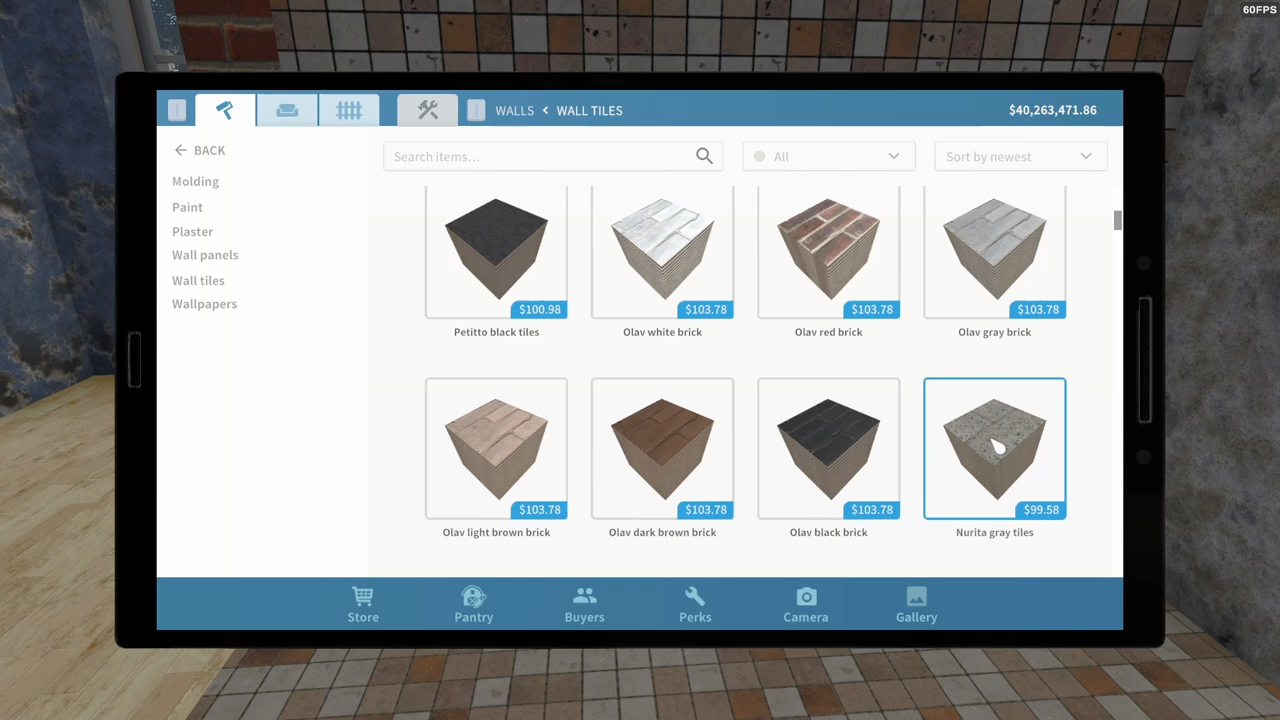 60FPS
WALLS < WALL TILES
$40,263,471.86
BACK
Search items...
All
Sort by newest
Molding
Paint
Plaster
Wall panels
Wall tiles
Wallpapers
$100.98
$103.78
$103.78
$103.78
Petitto black tiles
Olav white brick
Olav red brick
Olav gray brick
$103.78
$103.78
$103.78
$99.58
Olav light brown brick
Olav dark brown brick
Olav black brick
Nurita gray tiles
Store
Pantry
Buyers
Perks
Camera
Gallery